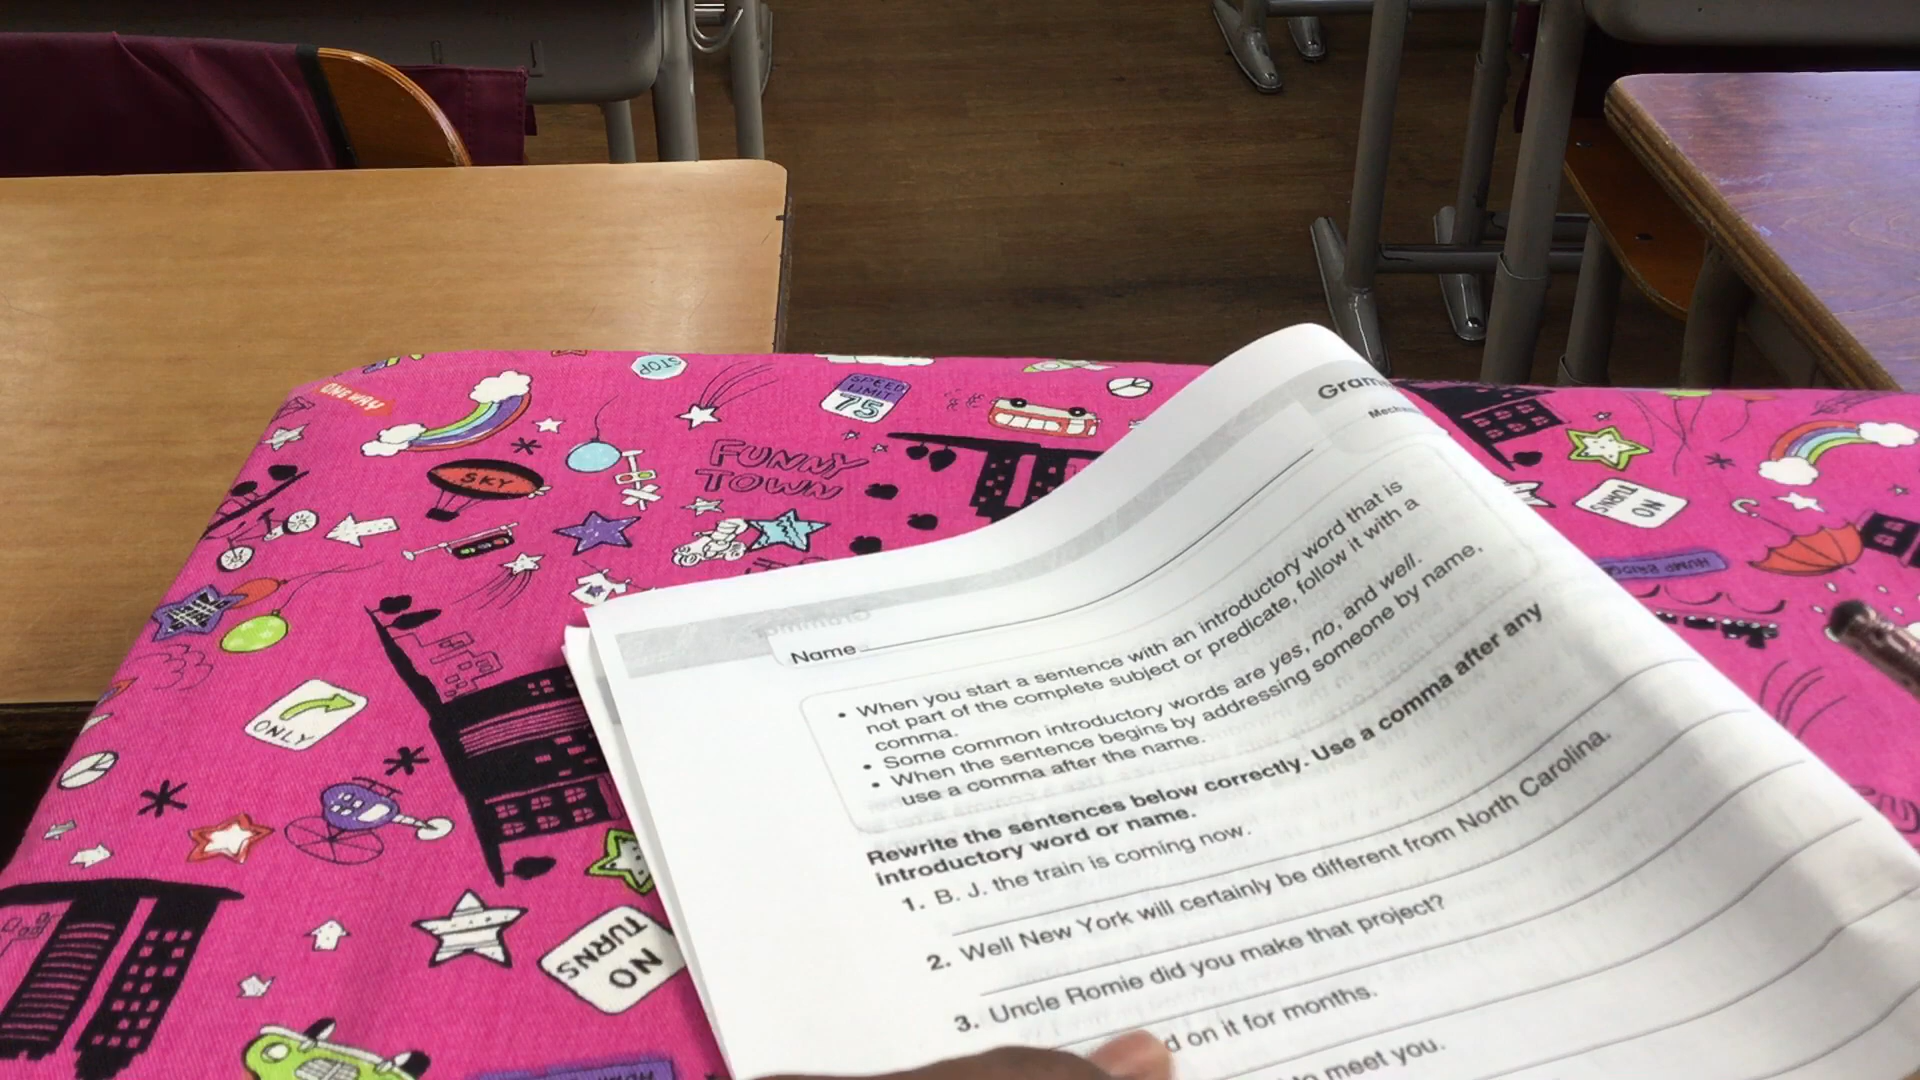 ONE WAY
STOP
SPEED
LIMIT
75
SKY
FUNNY
TOWN
ONLY
NO
TURNS
NO
TURNS
HUMP BRIDGE
Name
• When you start a sentence with an introductory word that is
not part of the complete subject or predicate, follow it with a
comma.
• Some common introductory words are yes, no, and well.
• When the sentence begins by addressing someone by name,
use a comma after the name.
Rewrite the sentences below correctly. Use a comma after any
introductory word or name.
1. B. J. the train is coming now.
2. Well New York will certainly be different from North Carolina.
3. Uncle Romie did you make that project?
on it for months.
to meet you.